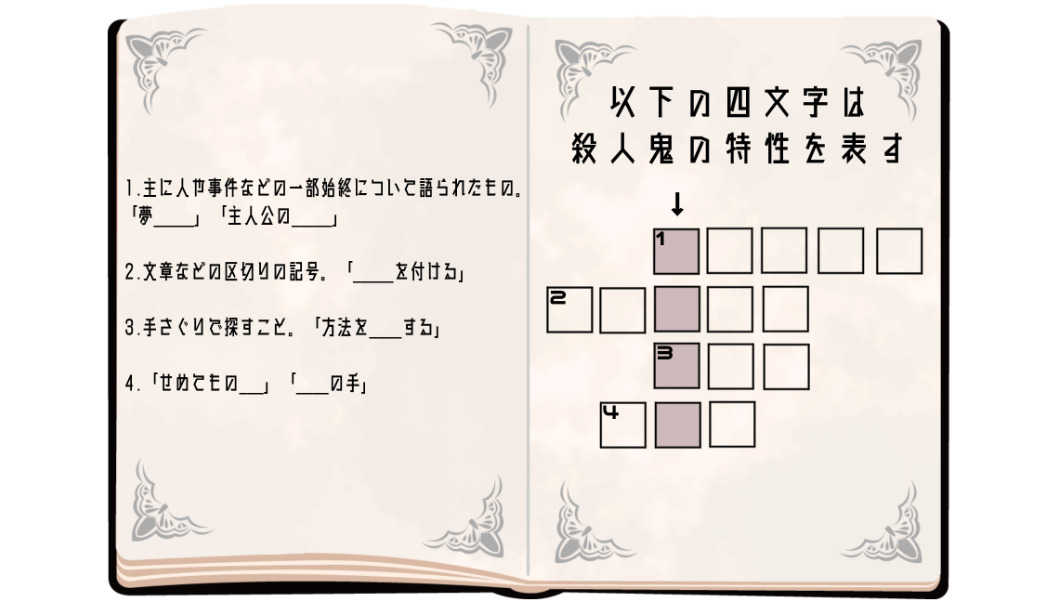 1.主に人や事件などの一部始終について語られたもの。
「夢____」「主人公の____」
2.文章などの区切りの記号。「____を付ける」
3.手さぐりで探すこと。「方法を___する」
4.「せめてもの__」「___の手」
以下の四文字は
殺人鬼の特性を表す
↓
1
2
3
4